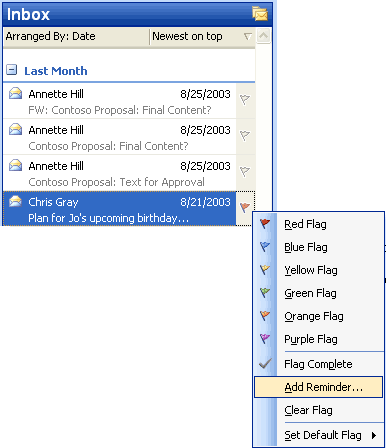 Inbox
Arranged By: Date Newest on top
Last Month
Annette Hill 8/25/2003
FW: Contoso Proposal: Final Content?
Annette Hill 8/25/2003
Contoso Proposal: Final Content?
Annette Hill 8/25/2003
Contoso Proposal: Text for Approval
Chris Gray 8/21/2003
Plan for Jo's upcoming birthday...
Red Flag
Blue Flag
Yellow Flag
Green Flag
Orange Flag
Purple Flag
Flag Complete
Add Reminder...
Clear Flag
Set Default Flag